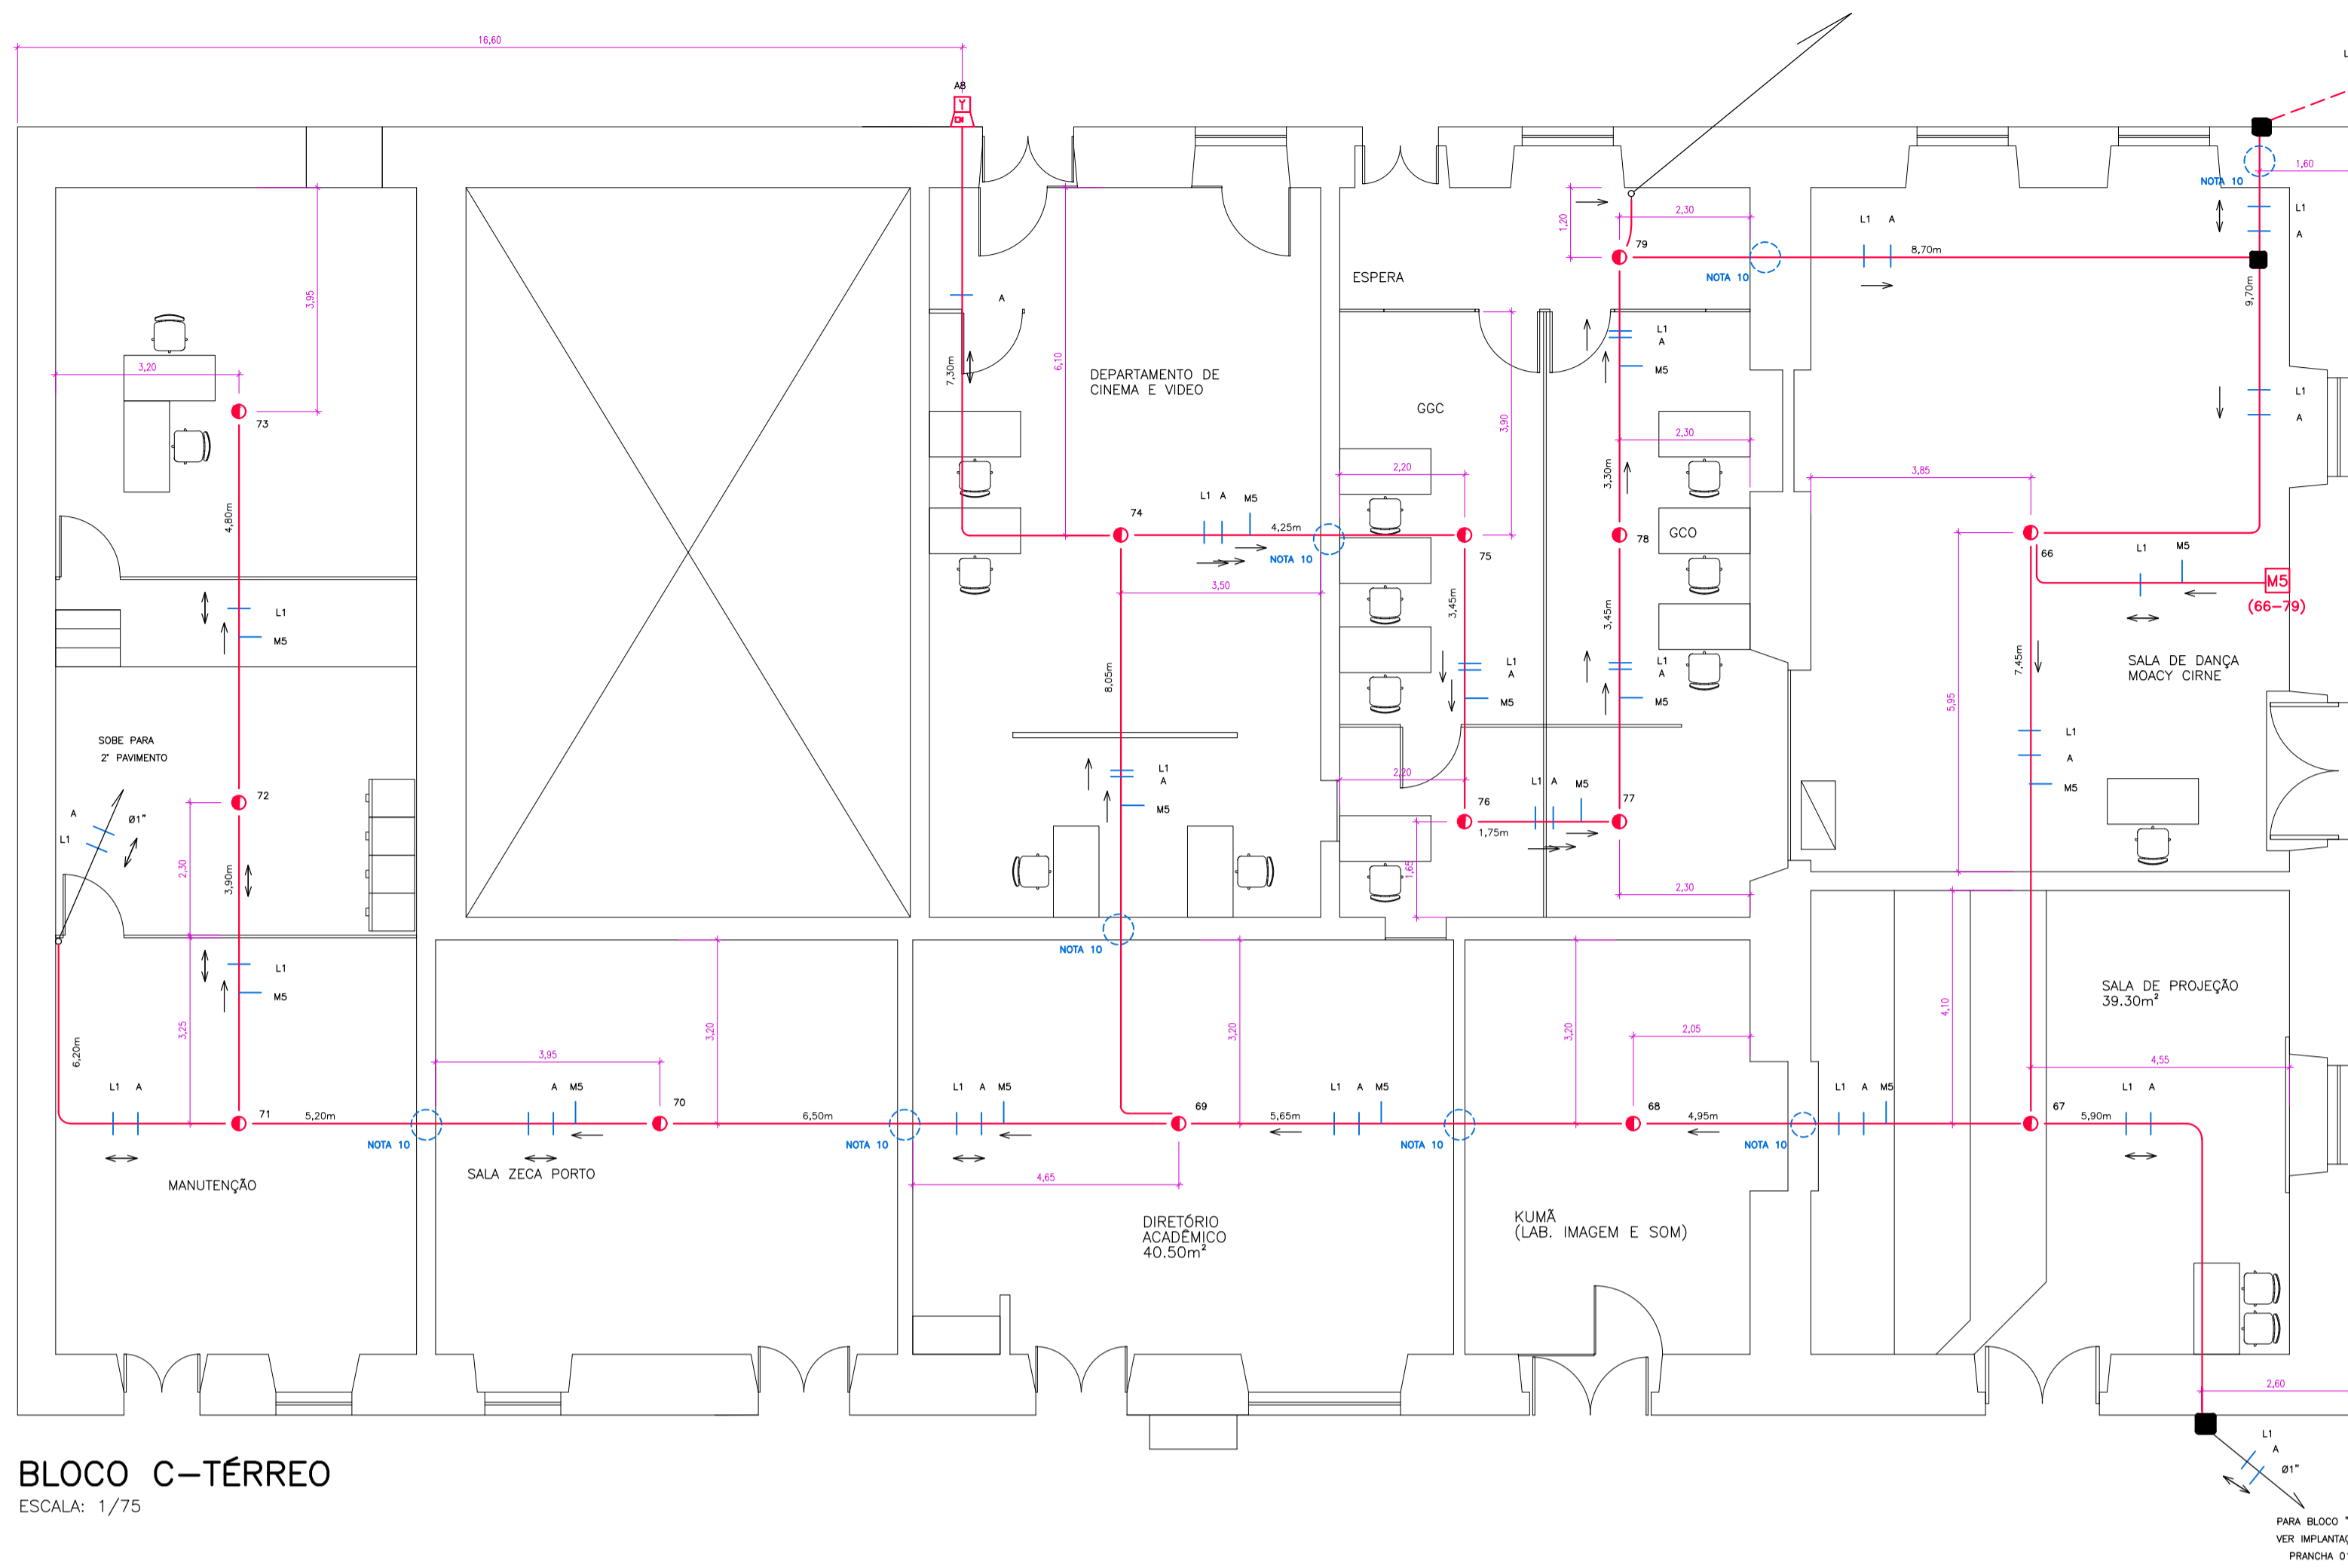 16,60
A8
L
1,60
NOTA 10
L1
A
2,30
1,20
79
L1 A
8,70m
NOTA 10
ESPERA
9,70m
3,95
A
7,30m
6,10
DEPARTAMENTO DE
CINEMA E VIDEO
L1
A
M5
3,20
GGC
3,90
2,30
L1
A
73
2,20
3,30m
3,85
4,80m
74
L1 A M5
4,25m
NOTA 10
75
78
GCO
66
L1
M5
M5
(66-79)
3,50
3,45m
3,45m
L1
M5
L1
A
M5
L1
A
M5
7,45m
SALA DE DANÇA
MOACY CIRNE
8,05m
5,95
SOBE PARA
2° PAVIMENTO
L1
A
M5
L1
A
M5
2,20
72
A
L1
Ø1"
76
L1 A M5
77
1,75m
2,30
3,90m
1,65
2,30
NOTA 10
L1
M5
3,25
3,20
3,20
3,20
4,10
SALA DE PROJEÇÃO
39.30m²
6,20m
3,95
2,05
4,55
L1 A
71
5,20m
A M5
70
6,50m
L1 A M5
69
5,65m
L1 A M5
68
4,95m
L1 A M5
67
5,90m
L1 A
NOTA 10
NOTA 10
NOTA 10
NOTA 10
MANUTENÇÃO
SALA ZECA PORTO
4,65
DIRETÓRIO
ACADÊMICO
40.50m²
KUMÃ
(LAB. IMAGEM E SOM)
2,60
L1
A
Ø1"
BLOCO C-TÉRREO
ESCALA: 1/75
PARA BLOCO "
VER IMPLANTAÇ
PRANCHA 0